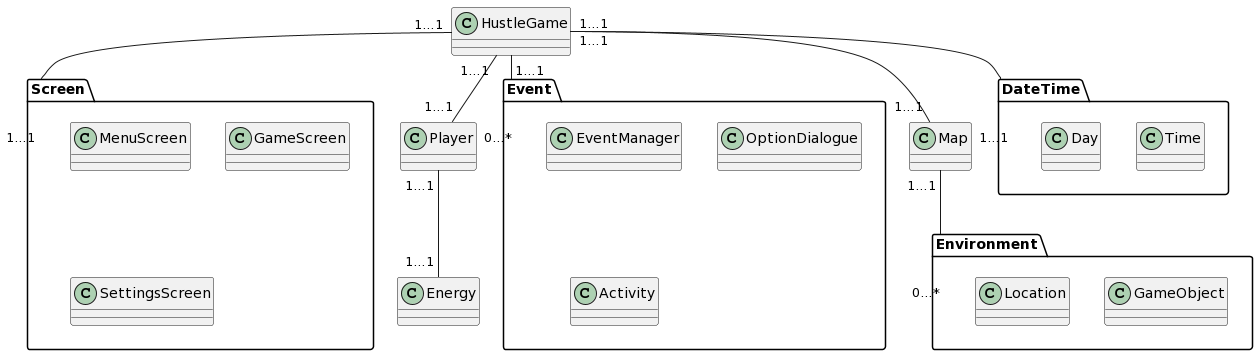 C HustleGame
1...1
1...1
1...1
1...1
1...1
Screen
Event
DateTime
1...1
1...1
1...1
C MenuScreen
C GameScreen
C Player
0...*
C EventManager
C OptionDialogue
C Map
1...1
C Day
C Time
1...1
1...1
Environment
1...1
C SettingsScreen
C Energy
C Activity
0...*
C Location
C GameObject